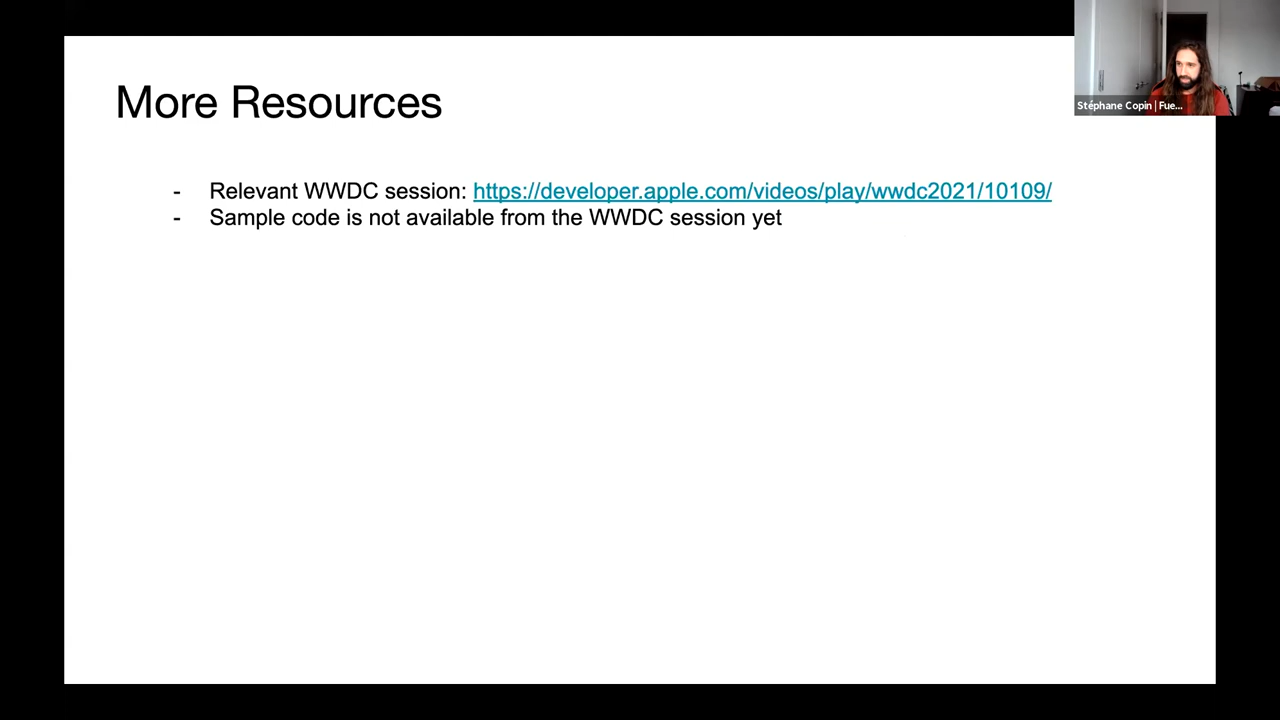 More Resources
- Relevant WWDC session: https://developer.apple.com/videos/play/wwdc2021/10109/
- Sample code is not available from the WWDC session yet
Stéphane Copin | Fue...